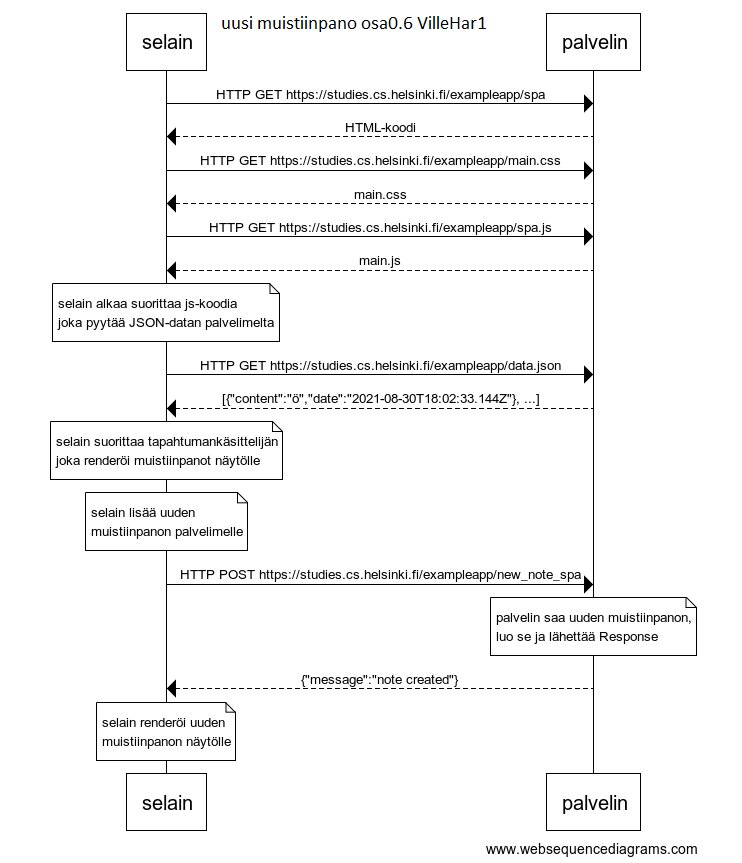 uusi muistiinpano osa0.6 VilleHar1
selain
palvelin
HTTP GET https://studies.cs.helsinki.fi/exampleapp/spa
HTML-koodi
HTTP GET https://studies.cs.helsinki.fi/exampleapp/main.css
main.css
HTTP GET https://studies.cs.helsinki.fi/exampleapp/spa.js
main.js
selain alkaa suorittaa js-koodia
joka pyytää JSON-datan palvelimelta
HTTP GET https://studies.cs.helsinki.fi/exampleapp/data.json
[{"content":"ö","date":"2021-08-30T18:02:33.144Z"}, ...]
selain suorittaa tapahtumankäsittelijän
joka renderöi muistiinpanot näytölle
selain lisää uuden
muistiinpanon palvelimelle
HTTP POST https://studies.cs.helsinki.fi/exampleapp/new_note_spa
palvelin saa uuden muistiinpanon,
luo se ja lähettää Response
{"message":"note created"}
selain renderöi uuden
muistiinpanon näytölle
selain
palvelin
www.websequencediagrams.com